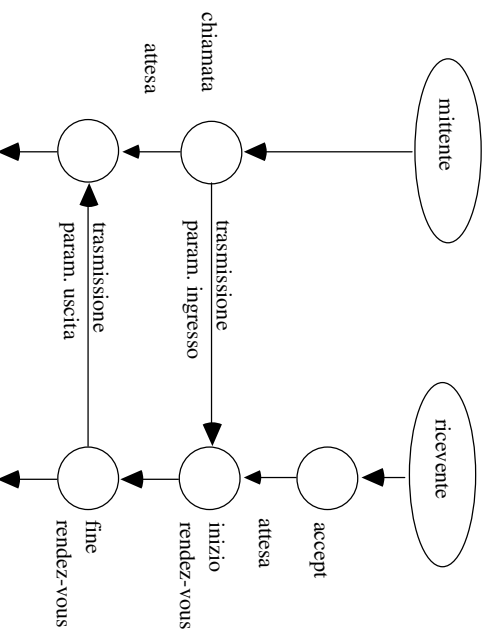 mittente
ricevente
chiamata
accept
attesa
attesa
trasmissione
param. ingresso
inizio
rendez-vous
trasmissione
param. uscita
fine
rendez-vous